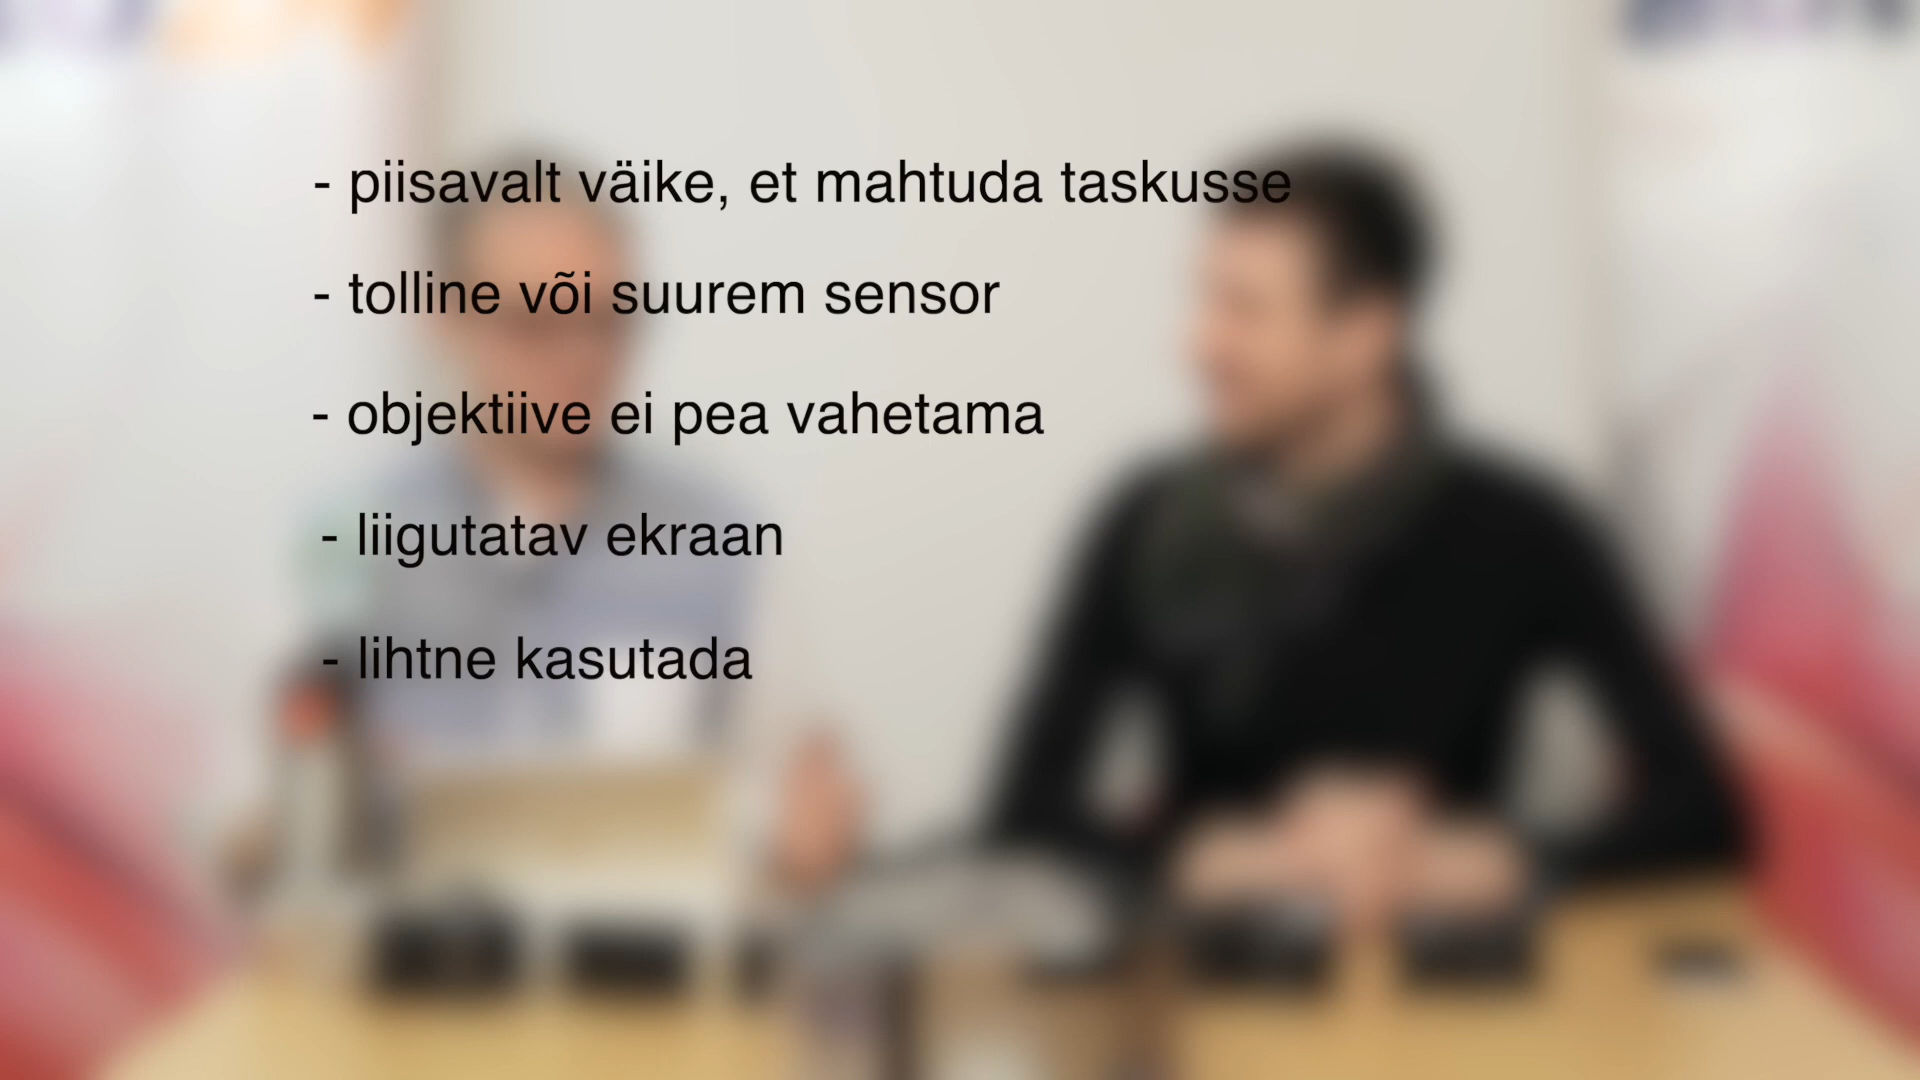 - piisavalt väike, et mahtuda taskusse
- tolline või suurem sensor
- objektiive ei pea vahetama
- liigutatav ekraan
- lihtne kasutada